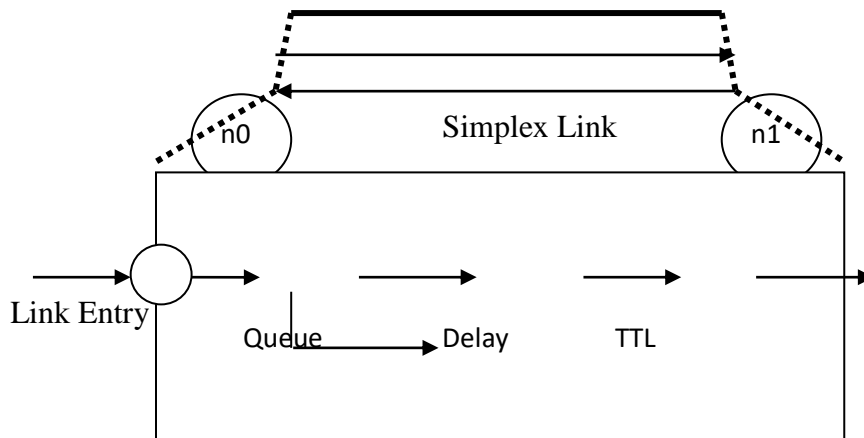 n0
Simplex Link
n1
Link Entry
Queue
Delay
TTL